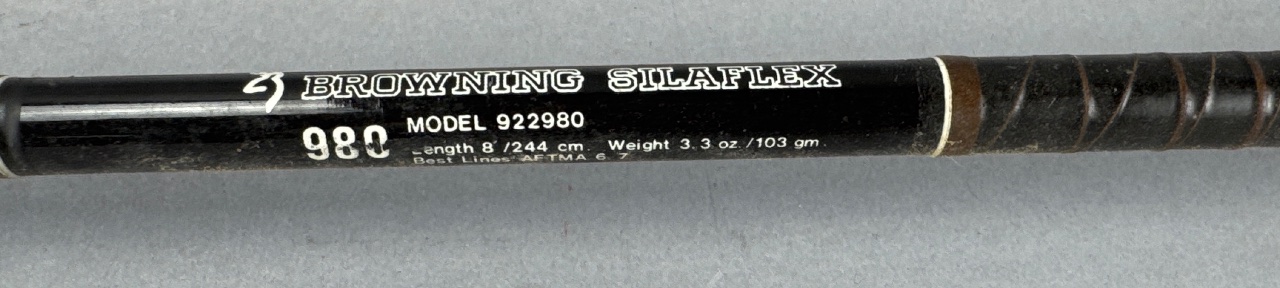 BROWNING SILAFLEX
980 MODEL 922980
Length 8'/244 cm. Weight 3.3 oz./103 gm.
Best Lines AFTMA 6 7